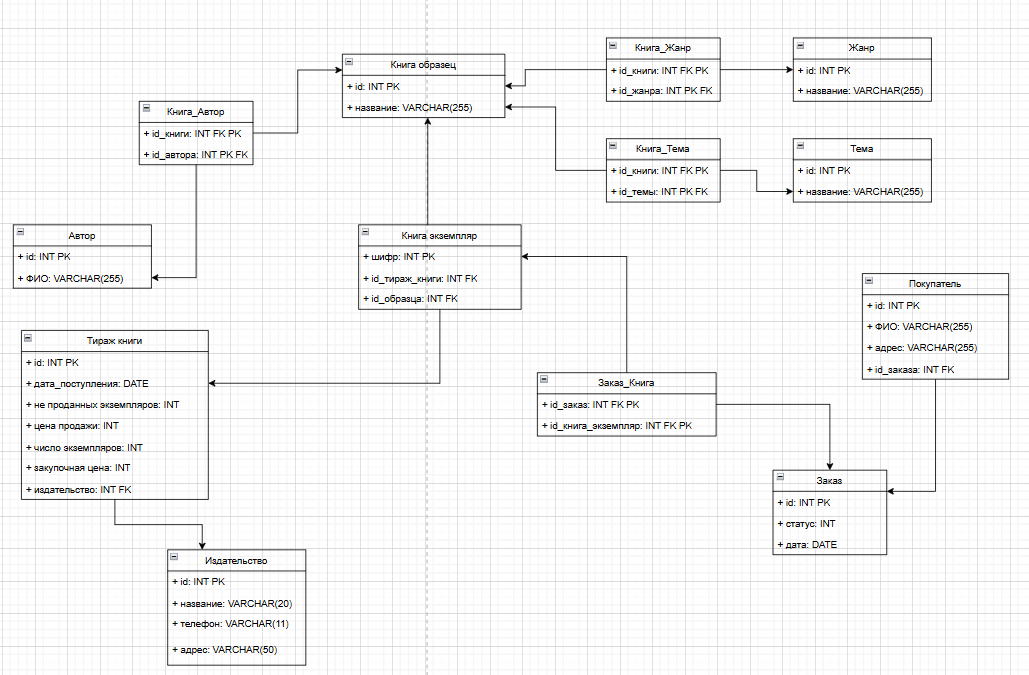 Книга образец
+ id: INT PK
+ название: VARCHAR(255)
Книга_Жанр
+ id_книги: INT FK PK
+ id_жанра: INT PK FK
Жанр
+ id: INT PK
+ название: VARCHAR(255)
Книга_Автор
+ id_книги: INT FK PK
+ id_автора: INT PK FK
Книга_Тема
+ id_книги: INT FK PK
+ id_темы: INT PK FK
Тема
+ id: INT PK
+ название: VARCHAR(255)
Автор
+ id: INT PK
+ ФИО: VARCHAR(255)
Книга экземпляр
+ шифр: INT PK
+ id_тираж_книги: INT FK
+ id_образца: INT FK
Покупатель
+ id: INT PK
+ ФИО: VARCHAR(255)
+ адрес: VARCHAR(255)
+ id_заказа: INT FK
Тираж книги
+ id: INT PK
+ дата_поступления: DATE
+ не проданных экземпляров: INT
+ цена продажи: INT
+ число экземпляров: INT
+ закупочная цена: INT
+ издательство: INT FK
Заказ_Книга
+ id_заказ: INT FK PK
+ id_книга_экземпляр: INT FK PK
Заказ
+ id: INT PK
+ статус: INT
+ дата: DATE
Издательство
+ id: INT PK
+ название: VARCHAR(20)
+ телефон: VARCHAR(11)
+ адрес: VARCHAR(50)